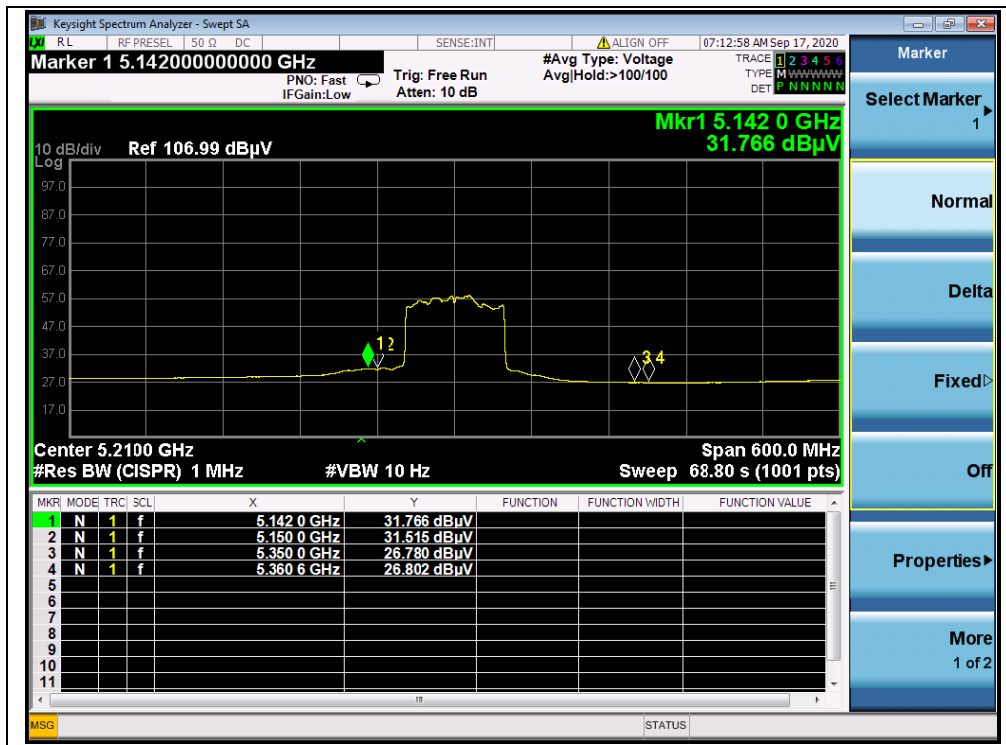 Keysight Spectrum Analyzer - Swept SA
LXI RL RF PRESEL 50 Ω DC SENSE:INT ALIGN OFF 07:12:58 AM Sep 17, 2020
Marker 1 5.142000000000 GHz
PNO: Fast
IFGain:Low
Trig: Free Run
Atten: 10 dB
#Avg Type: Voltage
Avg|Hold:>100/100
TRACE 1 2 3 4 5 6
TYPE M WWWWW
DET P N N N N N
Mkr1 5.142 0 GHz
31.766 dBµV
10 dB/div Ref 106.99 dBµV
Log
97.0
87.0
77.0
67.0
57.0
47.0
37.0
27.0
17.0
1 2
3 4
Center 5.2100 GHz Span 600.0 MHz
#Res BW (CISPR) 1 MHz #VBW 10 Hz Sweep 68.80 s (1001 pts)
MKR MODE TRC SCL X Y FUNCTION FUNCTION WIDTH FUNCTION VALUE
1 N 1 f 5.142 0 GHz 31.766 dBµV
2 N 1 f 5.150 0 GHz 31.515 dBµV
3 N 1 f 5.350 0 GHz 26.780 dBµV
4 N 1 f 5.360 6 GHz 26.802 dBµV
5
6
7
8
9
10
11
MSG STATUS
Marker
Select Marker
1
Normal
Delta
Fixed
Off
Properties
More
1 of 2